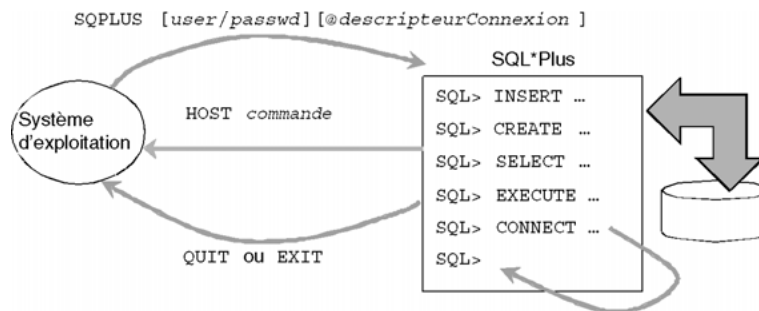 SQPLUS [user/passwd][@descripteurConnexion ]
SQL*Plus
Système
d'exploitation
HOST commande
QUIT ou EXIT
SQL> INSERT …
SQL> CREATE …
SQL> SELECT …
SQL> EXECUTE …
SQL> CONNECT …
SQL>